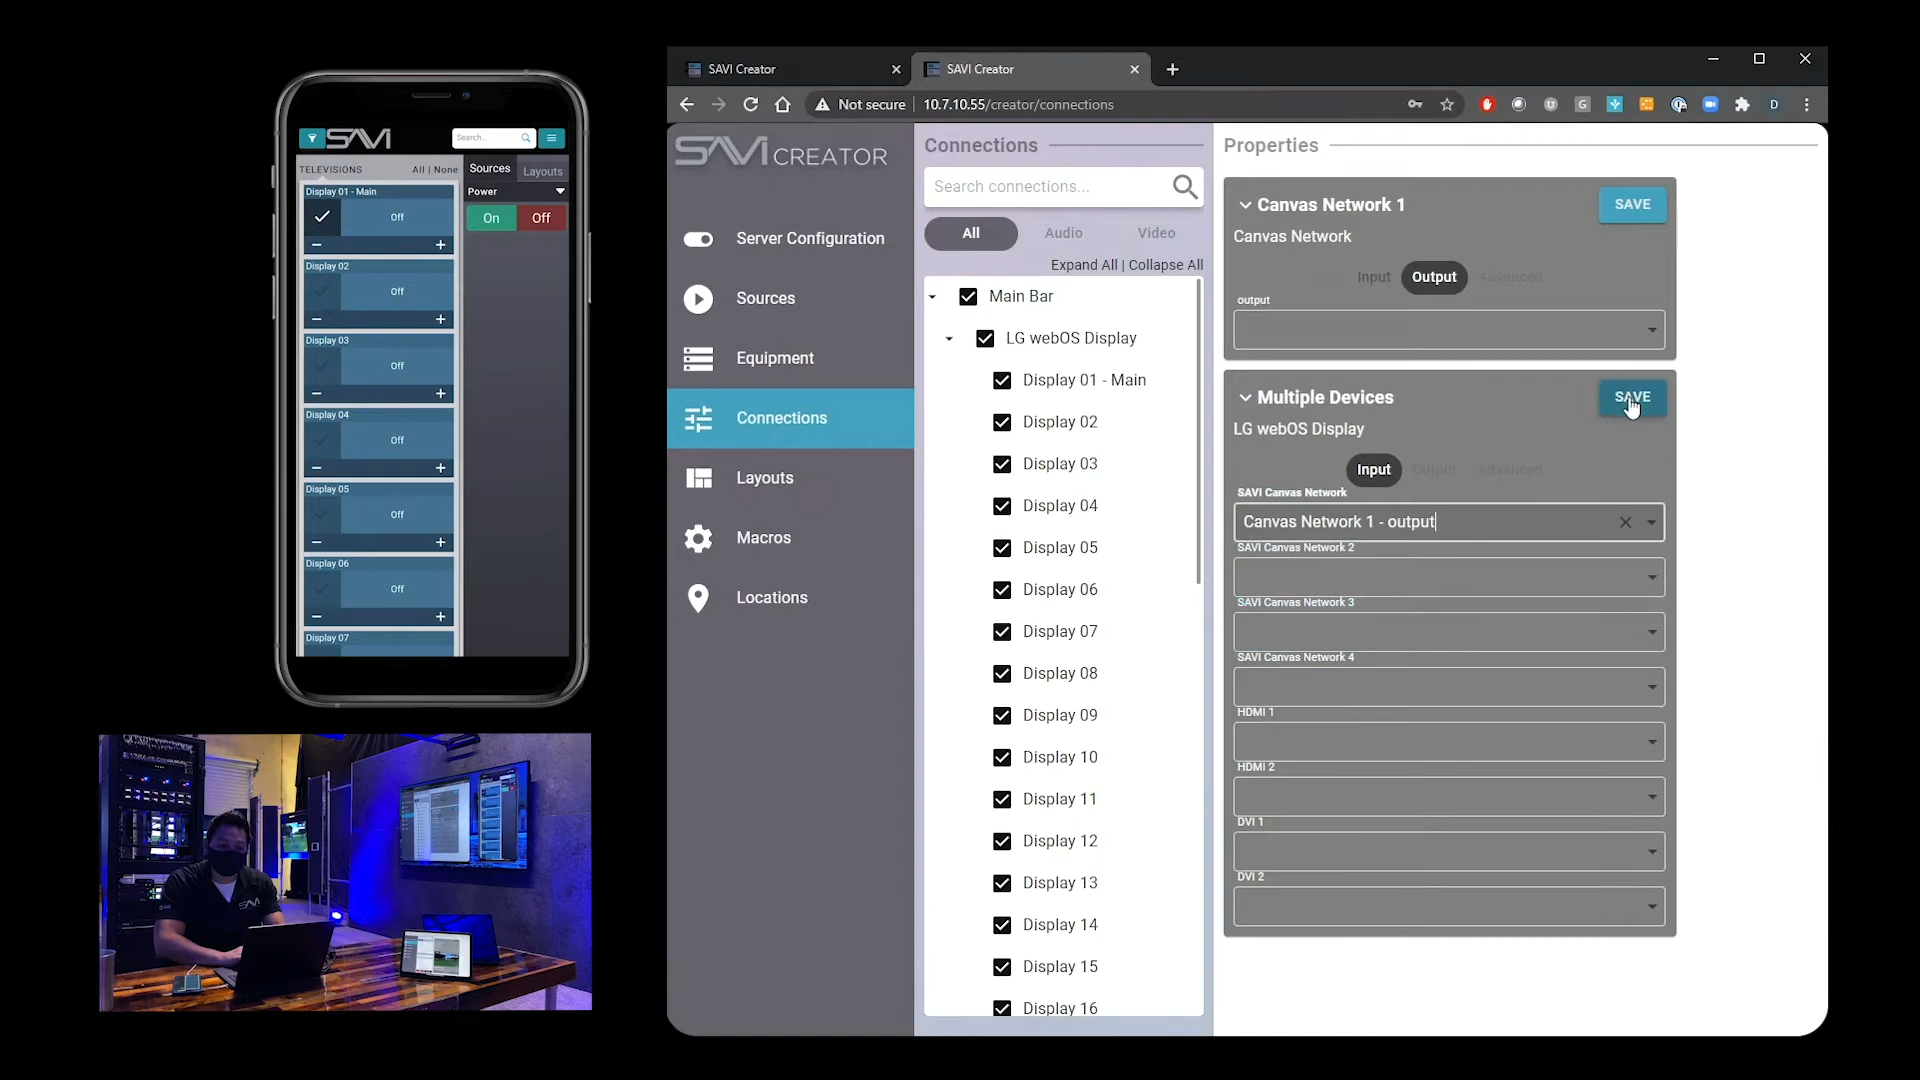 SAVI
Search...
TELEVISIONS
All | None
Sources
Layouts
Display 01 - Main
Off
Power
On
Off
Display 02
Off
Display 03
Off
Display 04
Off
Display 05
Off
Display 06
Off
Display 07
SAVI Creator
SAVI Creator
Not secure
10.7.10.55/creator/connections
D
SAVI CREATOR
Server Configuration
Sources
Equipment
Connections
Layouts
Macros
Locations
Connections
Search connections...
All
Audio
Video
Expand All | Collapse All
Main Bar
LG webOS Display
Display 01 - Main
Display 02
Display 03
Display 04
Display 05
Display 06
Display 07
Display 08
Display 09
Display 10
Display 11
Display 12
Display 13
Display 14
Display 15
Display 16
Properties
Canvas Network 1
SAVE
Canvas Network
Input
Output
Advanced
output
Multiple Devices
SAVE
LG webOS Display
Input
Output
Advanced
SAVI Canvas Network
Canvas Network 1 - output
SAVI Canvas Network 2
SAVI Canvas Network 3
SAVI Canvas Network 4
HDMI 1
HDMI 2
DVI 1
DVI 2